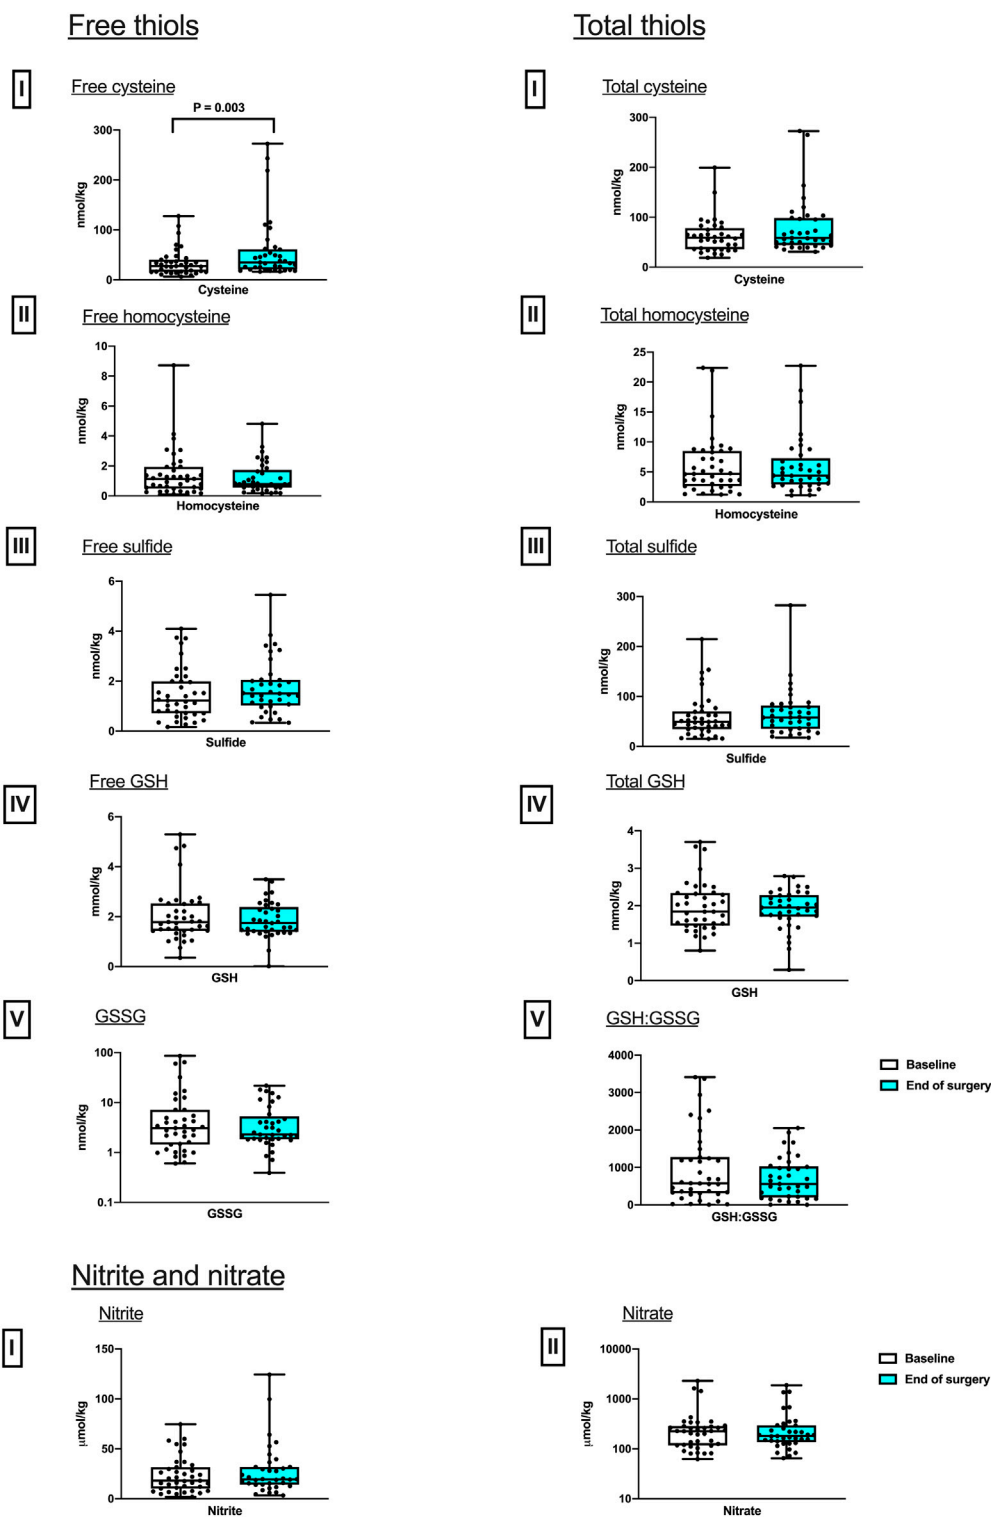 Free thiols
Total thiols
I
Free cysteine
P = 0.003
300
200
100
0
nmol/kg
Cysteine
I
Total cysteine
300
200
100
0
nmol/kg
Cysteine
II
Free homocysteine
10
8
6
4
2
0
nmol/kg
Homocysteine
II
Total homocysteine
25
20
15
10
5
0
nmol/kg
Homocysteine
III
Free sulfide
6
4
2
0
nmol/kg
Sulfide
III
Total sulfide
300
200
100
0
nmol/kg
Sulfide
IV
Free GSH
6
4
2
0
mmol/kg
GSH
IV
Total GSH
4
3
2
1
0
mmol/kg
GSH
V
GSSG
100
10
1
0.1
nmol/kg
GSSG
V
GSH:GSSG
4000
3000
2000
1000
0
GSH:GSSG
Baseline
End of surgery
Nitrite and nitrate
I
Nitrite
150
100
50
0
µmol/kg
Nitrite
II
Nitrate
10000
1000
100
10
µmol/kg
Nitrate
Baseline
End of surgery